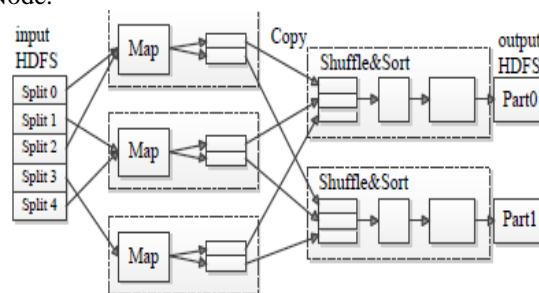 Node.
input
HDFS
Split 0
Split 1
Split 2
Split 3
Split 4
Map
Map
Map
Copy
Shuffle&Sort
Shuffle&Sort
output
HDFS
Part0
Part1